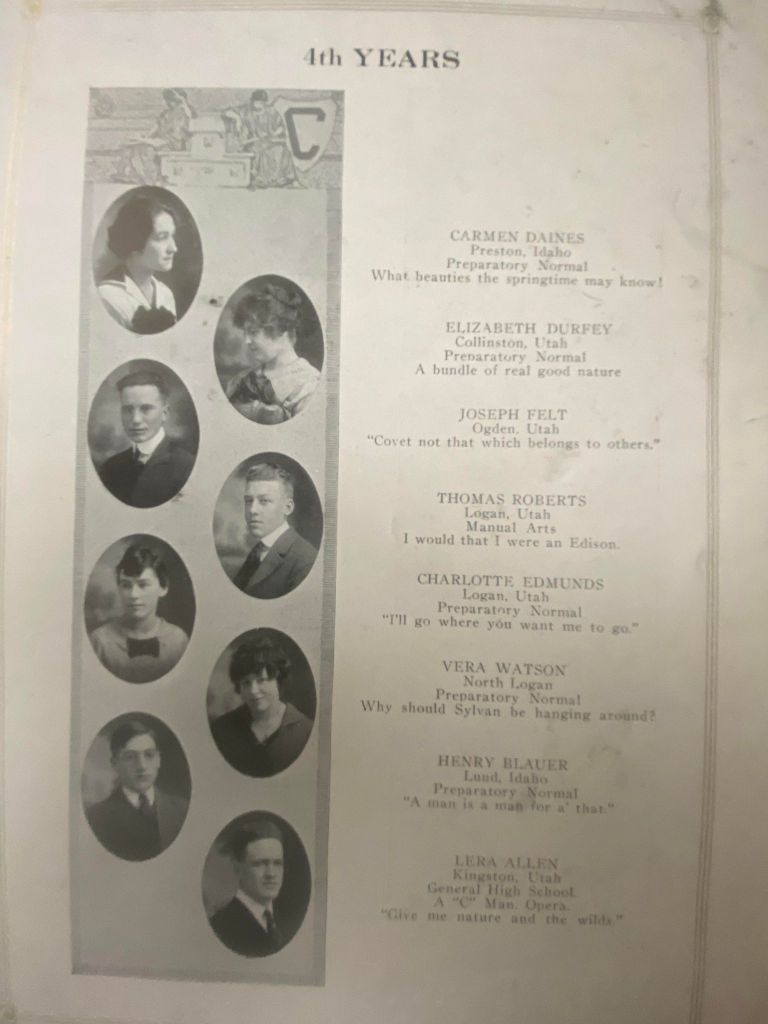 4th YEARS
C
CARMEN DAINES
Preston, Idaho
Preparatory Normal
What beauties the springtime may know!
ELIZABETH DURFEY
Collinston, Utah
Preparatory Normal
A bundle of real good nature
JOSEPH FELT
Ogden, Utah
"Covet not that which belongs to others."
THOMAS ROBERTS
Logan, Utah
Manual Arts
I would that I were an Edison.
CHARLOTTE EDMUNDS
Logan, Utah
Preparatory Normal
"I'll go where you want me to go."
VERA WATSON
North Logan
Preparatory Normal
Why should Sylvan be hanging around?
HENRY BLAUER
Lund, Idaho
Preparatory Normal
"A man is a man for a' that."
LERA ALLEN
Kingston, Utah
General High School.
A "C" Man. Opera.
"Give me nature and the wilds."